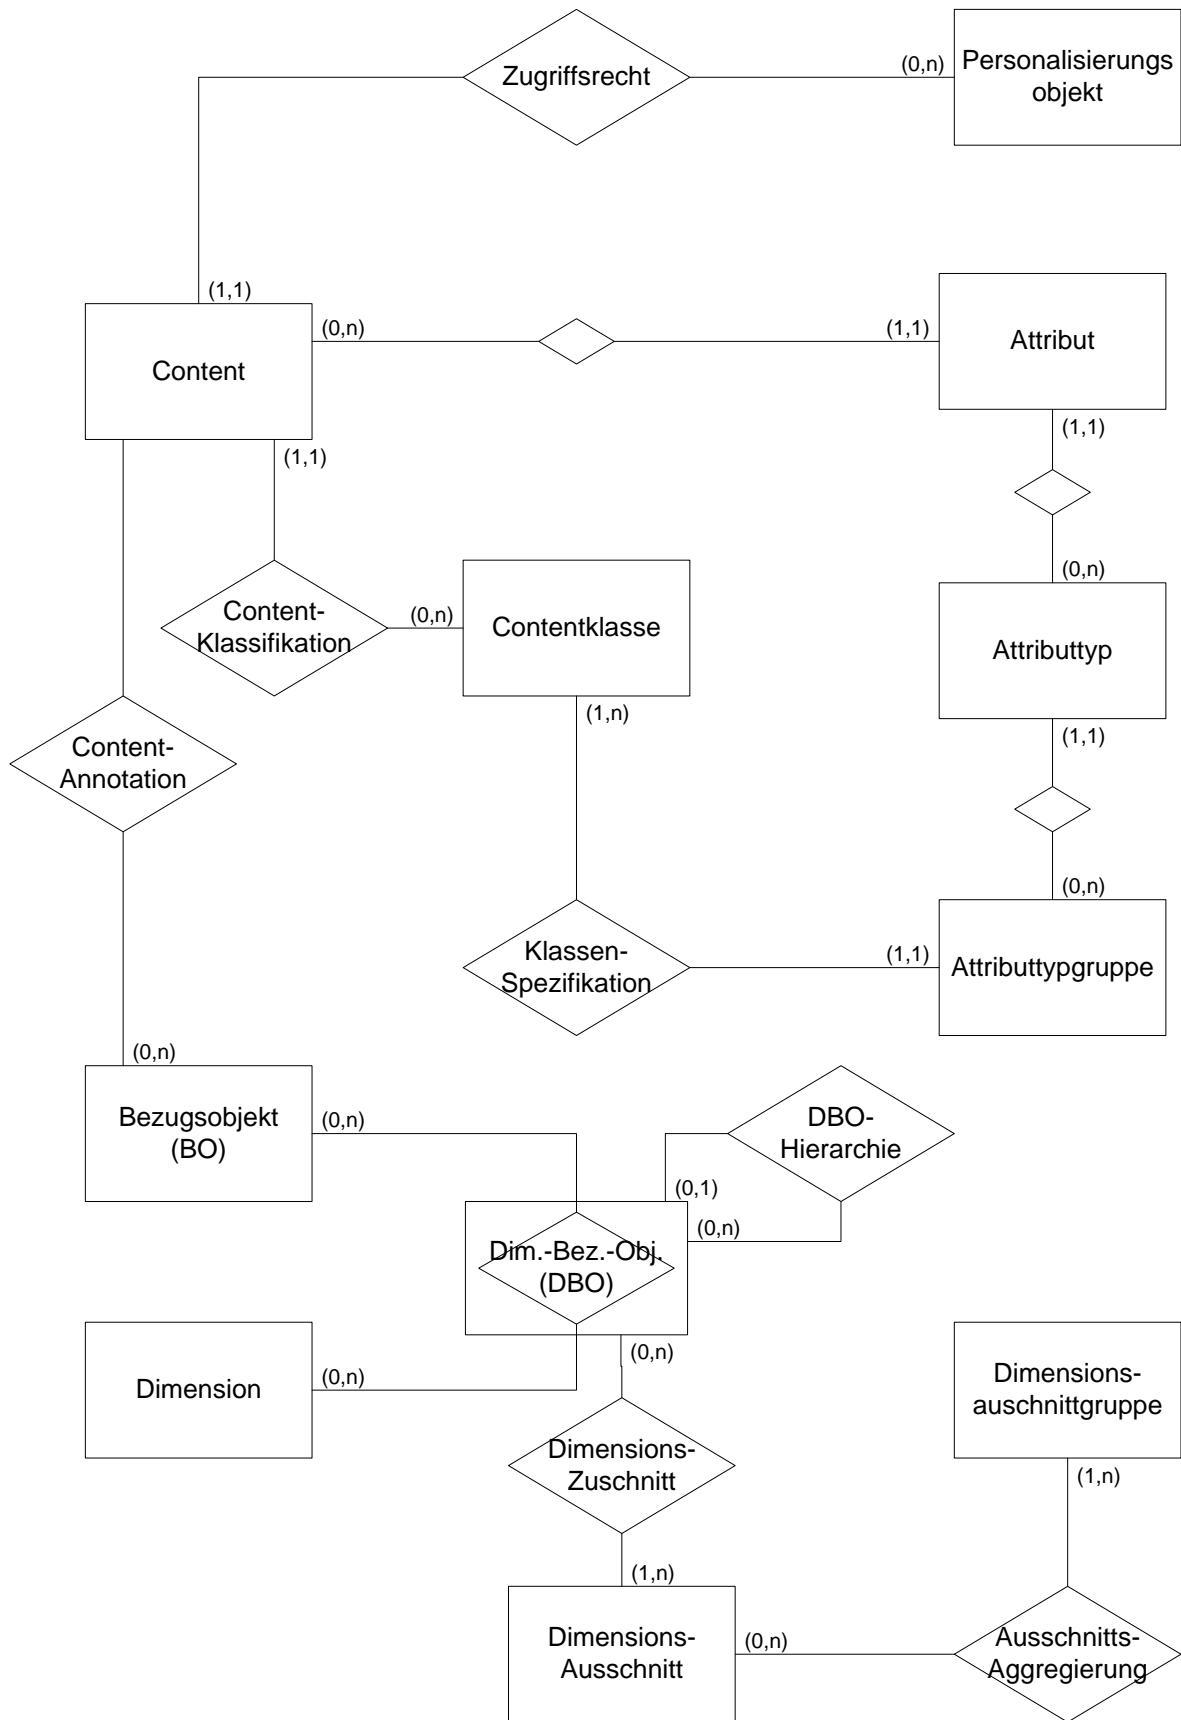 Zugriffsrecht
(0,n)
Personalisierungs
objekt
(1,1)
Content
(0,n)
(1,1)
Attribut
(1,1)
(1,1)
(0,n)
Content-
Klassifikation
(0,n)
Contentklasse
Attributtyp
(1,n)
(1,1)
Content-
Annotation
(0,n)
Klassen-
Spezifikation
(1,1)
Attributtypgruppe
(0,n)
Bezugsobjekt
(BO)
(0,n)
DBO-
Hierarchie
(0,1)
(0,n)
Dim.-Bez.-Obj.
(DBO)
(0,n)
Dimension
(0,n)
Dimensions-
auschnittgruppe
Dimensions-
Zuschnitt
(1,n)
(1,n)
Dimensions-
Ausschnitt
(0,n)
Ausschnitts-
Aggregierung